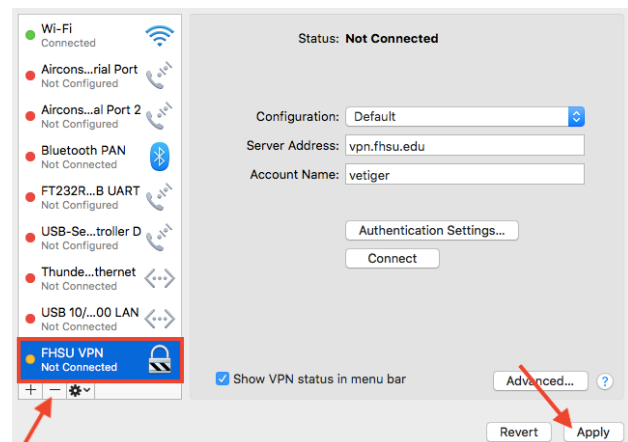 Wi-Fi
Connected
Aircons...rial Port
Not Configured
Aircons...al Port 2
Not Configured
Bluetooth PAN
Not Connected
FT232R...B UART
Not Configured
USB-Se...troller D
Not Configured
Thunde...thernet
Not Connected
USB 10/...00 LAN
Not Connected
FHSU VPN
Not Connected
Status: Not Connected
Configuration: Default
Server Address: vpn.fhsu.edu
Account Name: vetiger
Authentication Settings...
Connect
Show VPN status in menu bar
Advanced... ?
Revert Apply